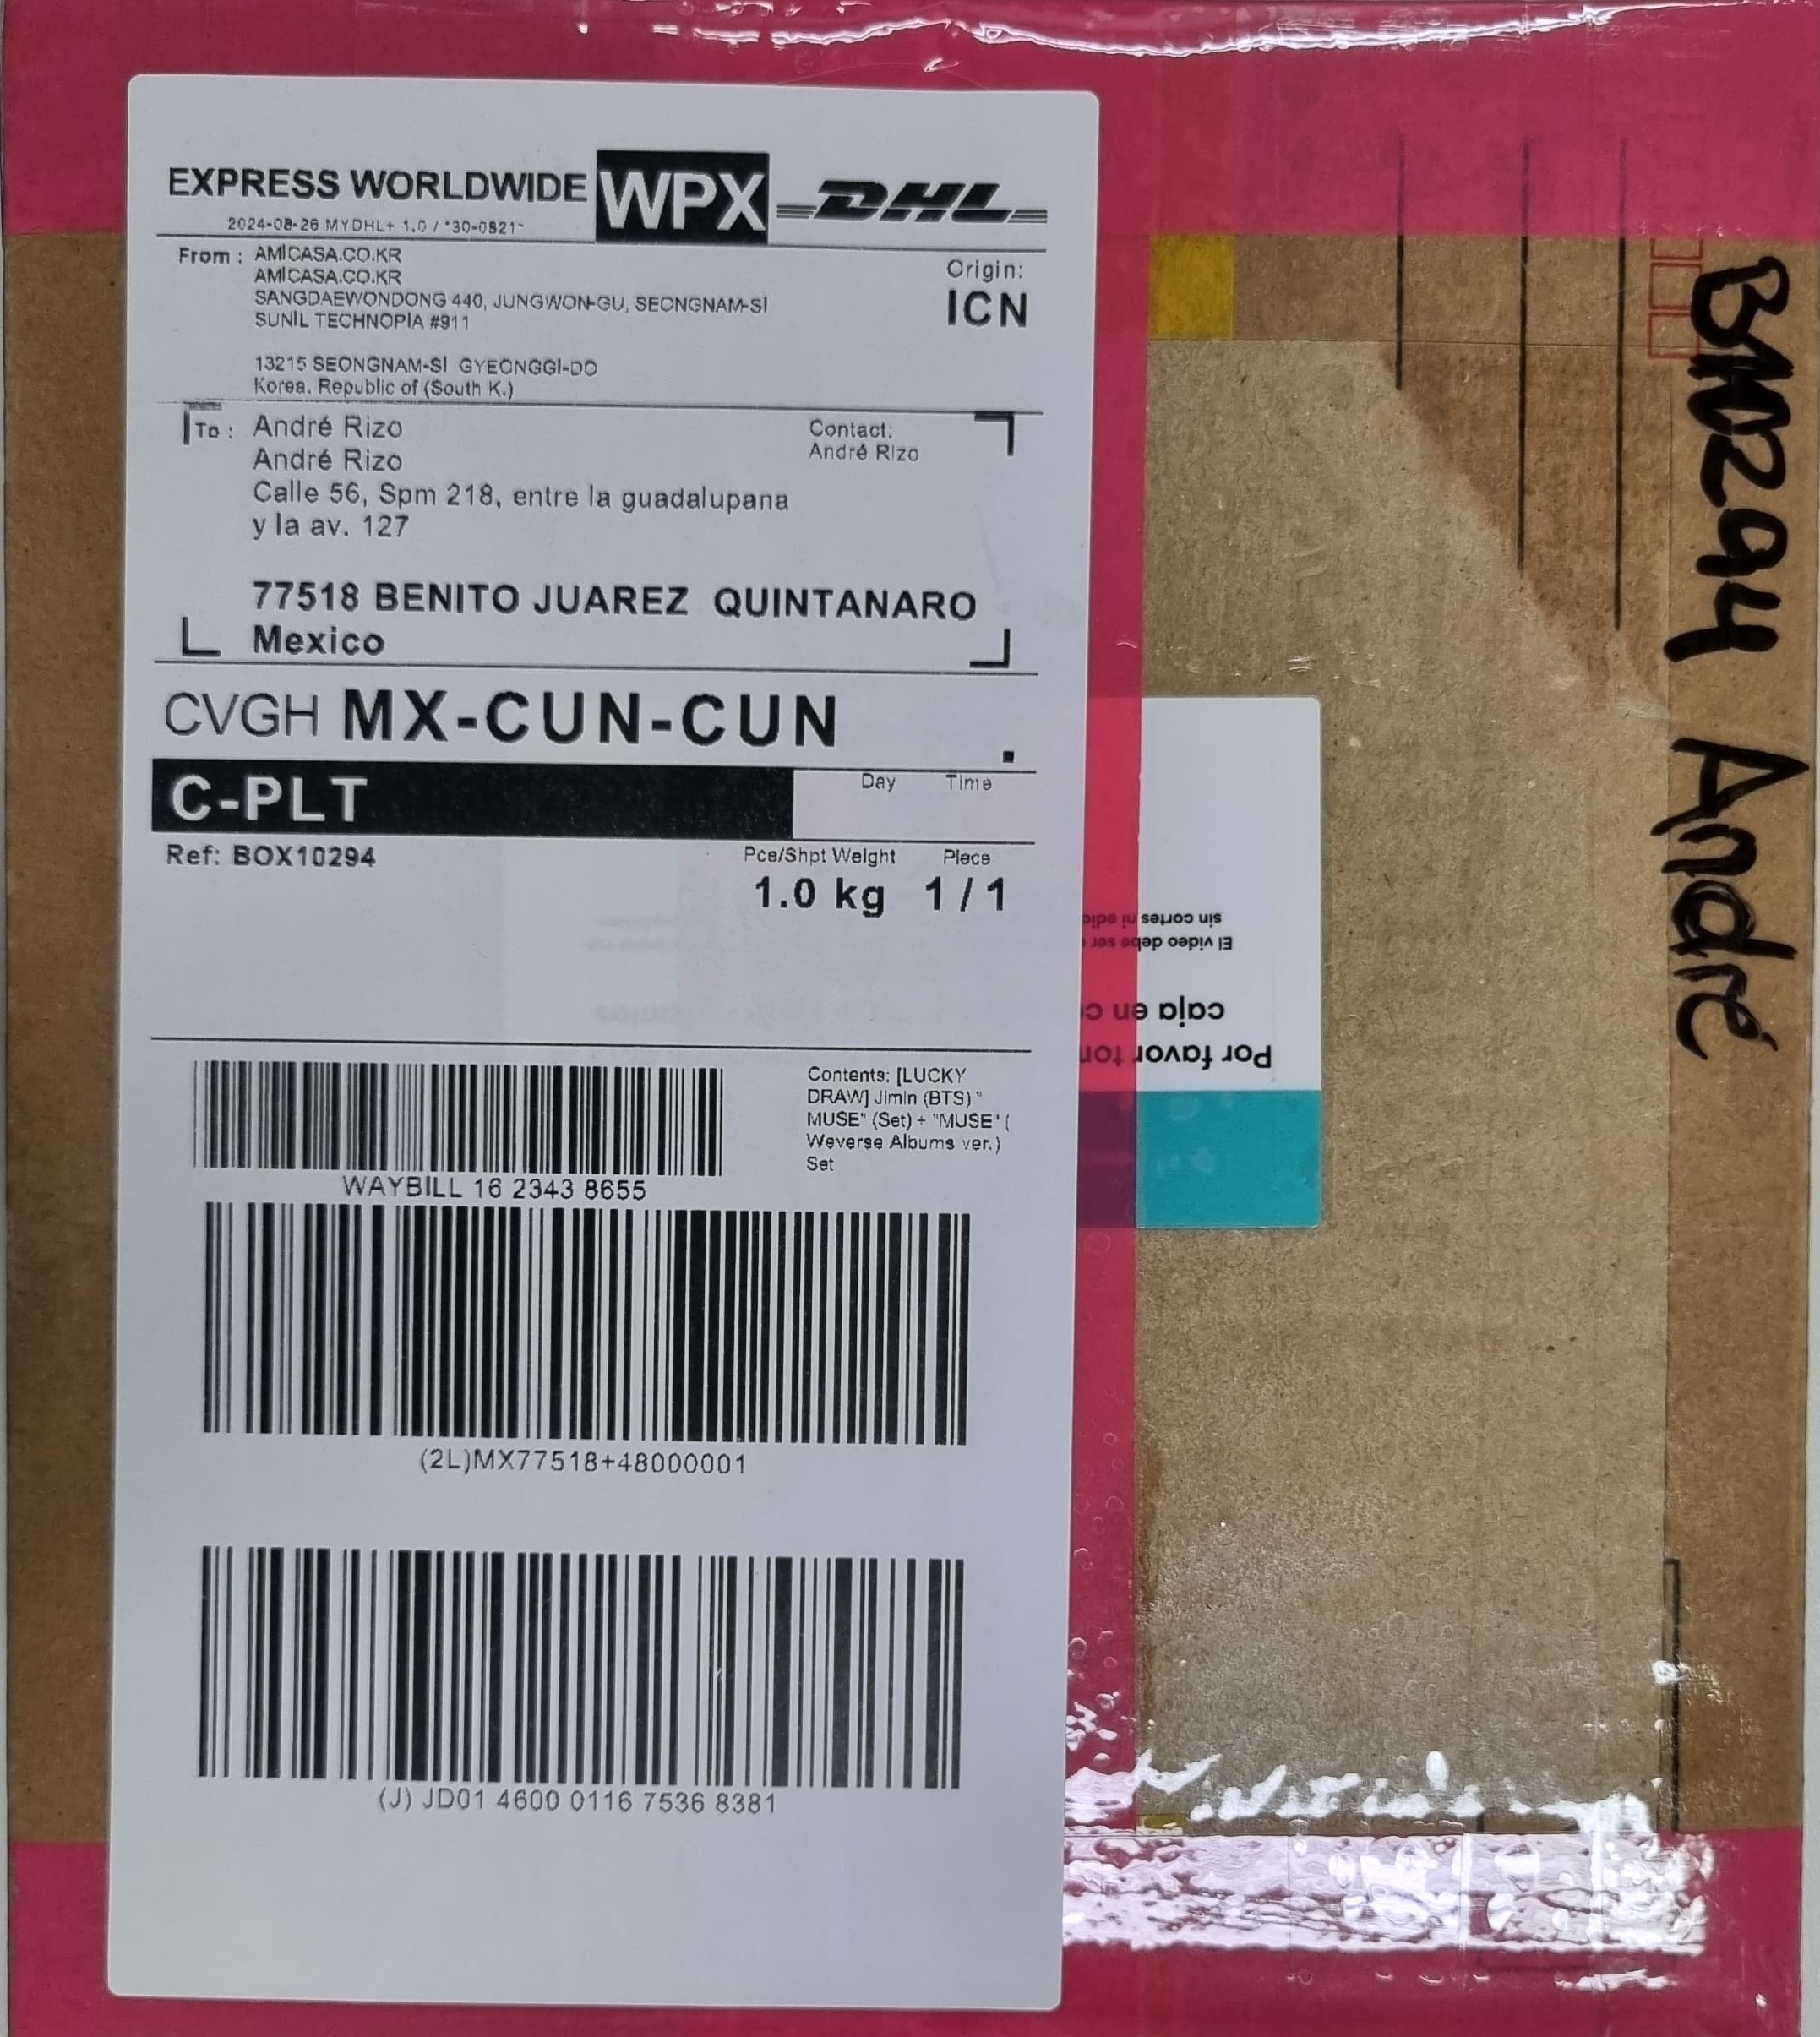 EXPRESS WORLDWIDE WPX DHL
2024-08-26 MYDHL+ 1.0 / *30-0821*
From : AMICASA.CO.KR
AMICASA.CO.KR
SANGDAEWONDONG 440, JUNGWON-GU, SEONGNAM-SI
SUNIL TECHNOPIA #911
13215 SEONGNAM-SI GYEONGGI-DO
Korea. Republic of (South K.)
Origin:
ICN
To : André Rizo
André Rizo
Calle 56, Spm 218, entre la guadalupana
y la av. 127
77518 BENITO JUAREZ QUINTANARO
Mexico
Contact:
André Rizo
CVGH MX-CUN-CUN
C-PLT
Day Time
Ref: BOX10294
Pce/Shpt Weight Piece
1.0 kg 1 / 1
Contents: [LUCKY
DRAW] Jimin (BTS) "
MUSE" (Set) + "MUSE" (
Weverse Albums ver.)
Set
WAYBILL 16 2343 8655
(2L)MX77518+48000001
(J) JD01 4600 0116 7536 8381
Por favor
caja en
El video debe ser
sin cortes ni
André